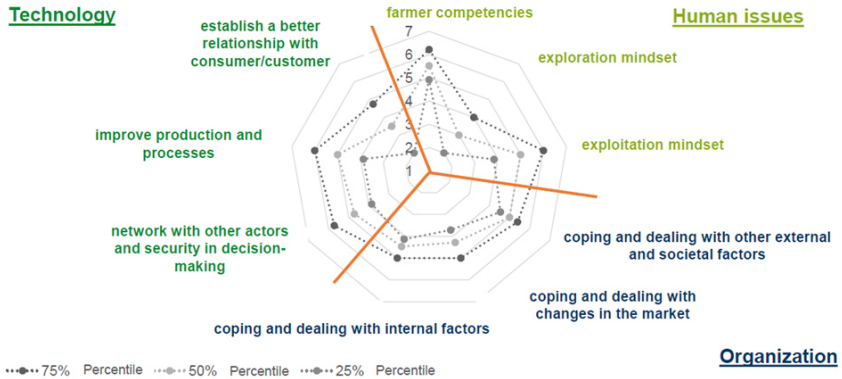 Technology
farmer competencies
Human issues
establish a better
relationship with
consumer/customer
exploration mindset
7
6
5
4
3
2
1
improve production and
processes
exploitation mindset
network with other actors
and security in decision-
making
coping and dealing with other external
and societal factors
coping and dealing with
changes in the market
coping and dealing with internal factors
Organization
75% Percentile 50% Percentile 25% Percentile